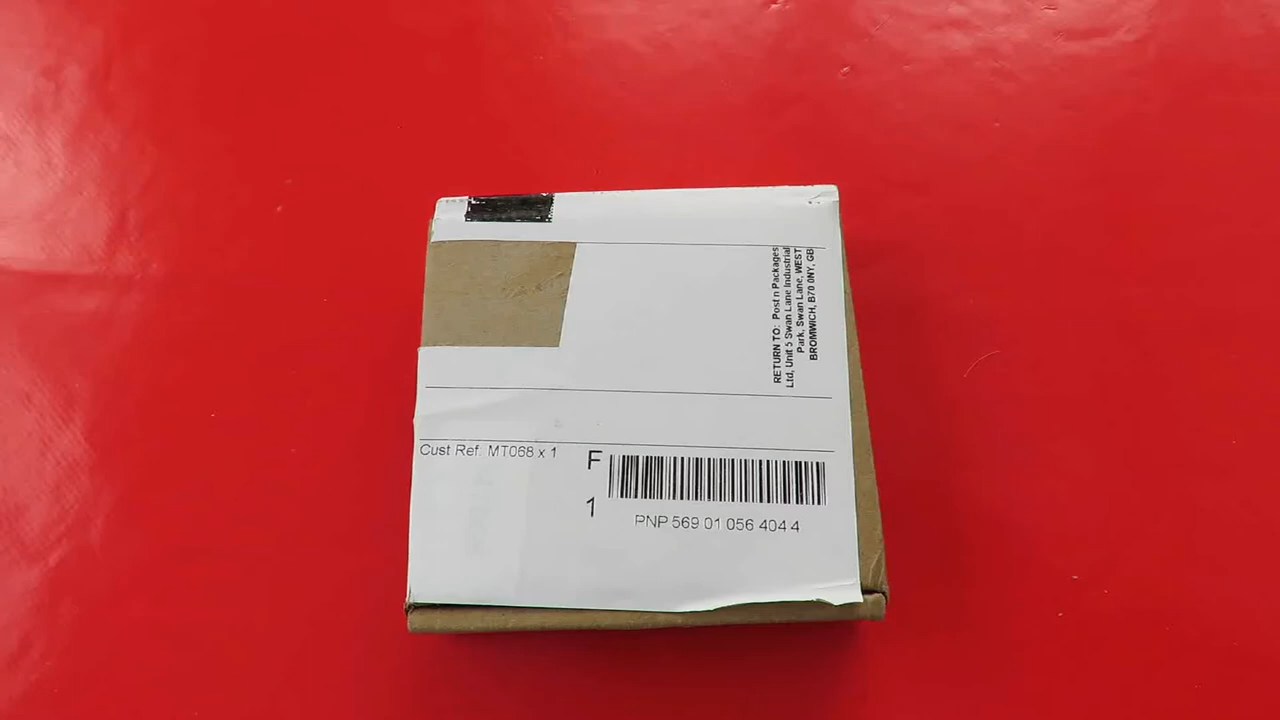 RETURN TO: Post n Packages
Ltd, Unit 5 Swan Lane Industrial
Park, Swan Lane, WEST
BROMWICH, B70 0NY, GB
Cust Ref. MT068 x 1
F
1
PNP 569 01 056 404 4